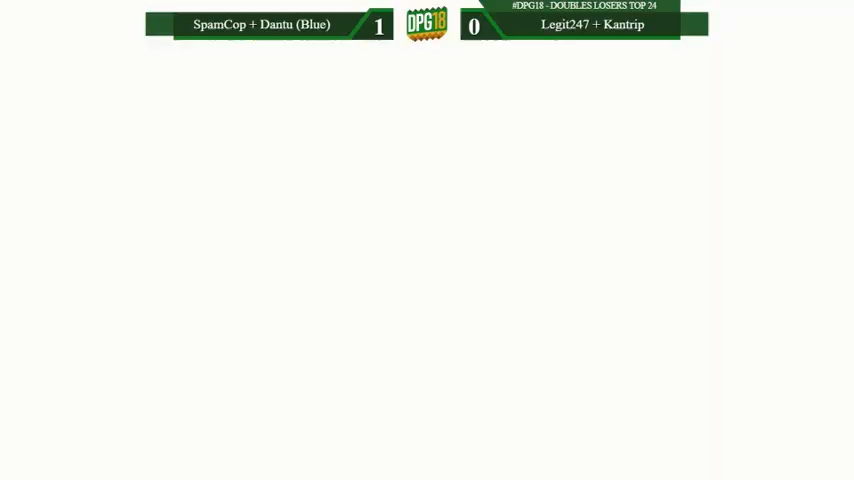 #DPG18 - DOUBLES LOSERS TOP 24
SpamCop + Dantu (Blue) 1 DPG18 0 Legit247 + Kantrip